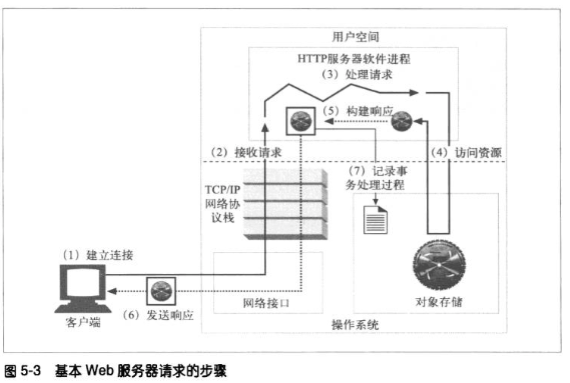 用户空间
HTTP服务器软件进程
(3) 处理请求
(5) 构建响应
(2) 接收请求
(4) 访问资源
(7) 记录事
务处理过程
TCP/IP
网络协
议栈
(1) 建立连接
(6) 发送响应
客户端
网络接口
对象存储
操作系统
图 5-3 基本 Web 服务器请求的步骤